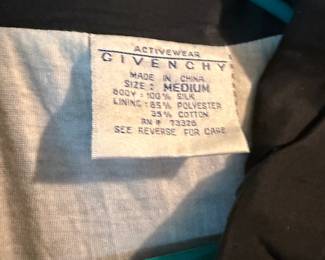 ACTIVEWEAR
GIVENCHY
MADE IN CHINA
SIZE: MEDIUM
BODY: 100% SILK
LINING: 65% POLYESTER
35% COTTON
RN# 73326
SEE REVERSE FOR CARE